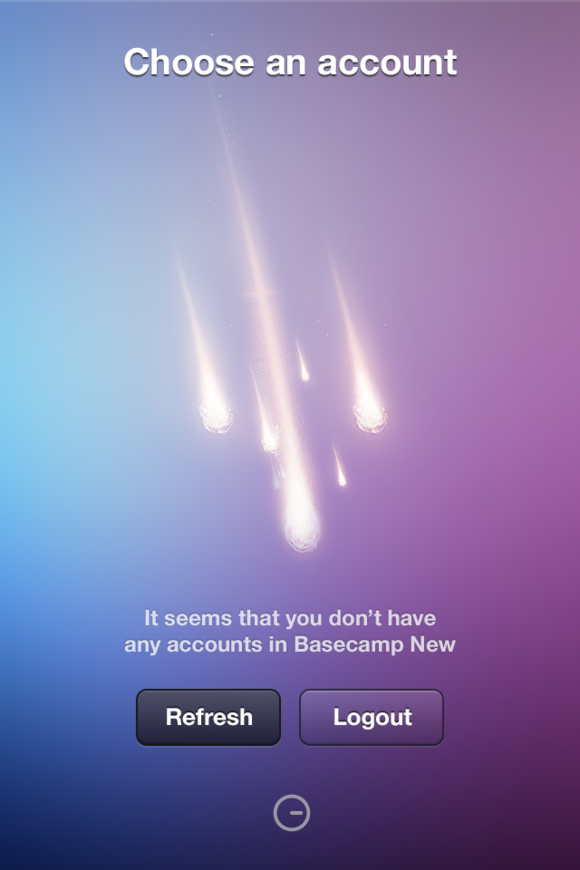 Choose an account
It seems that you don’t have
any accounts in Basecamp New
Refresh
Logout